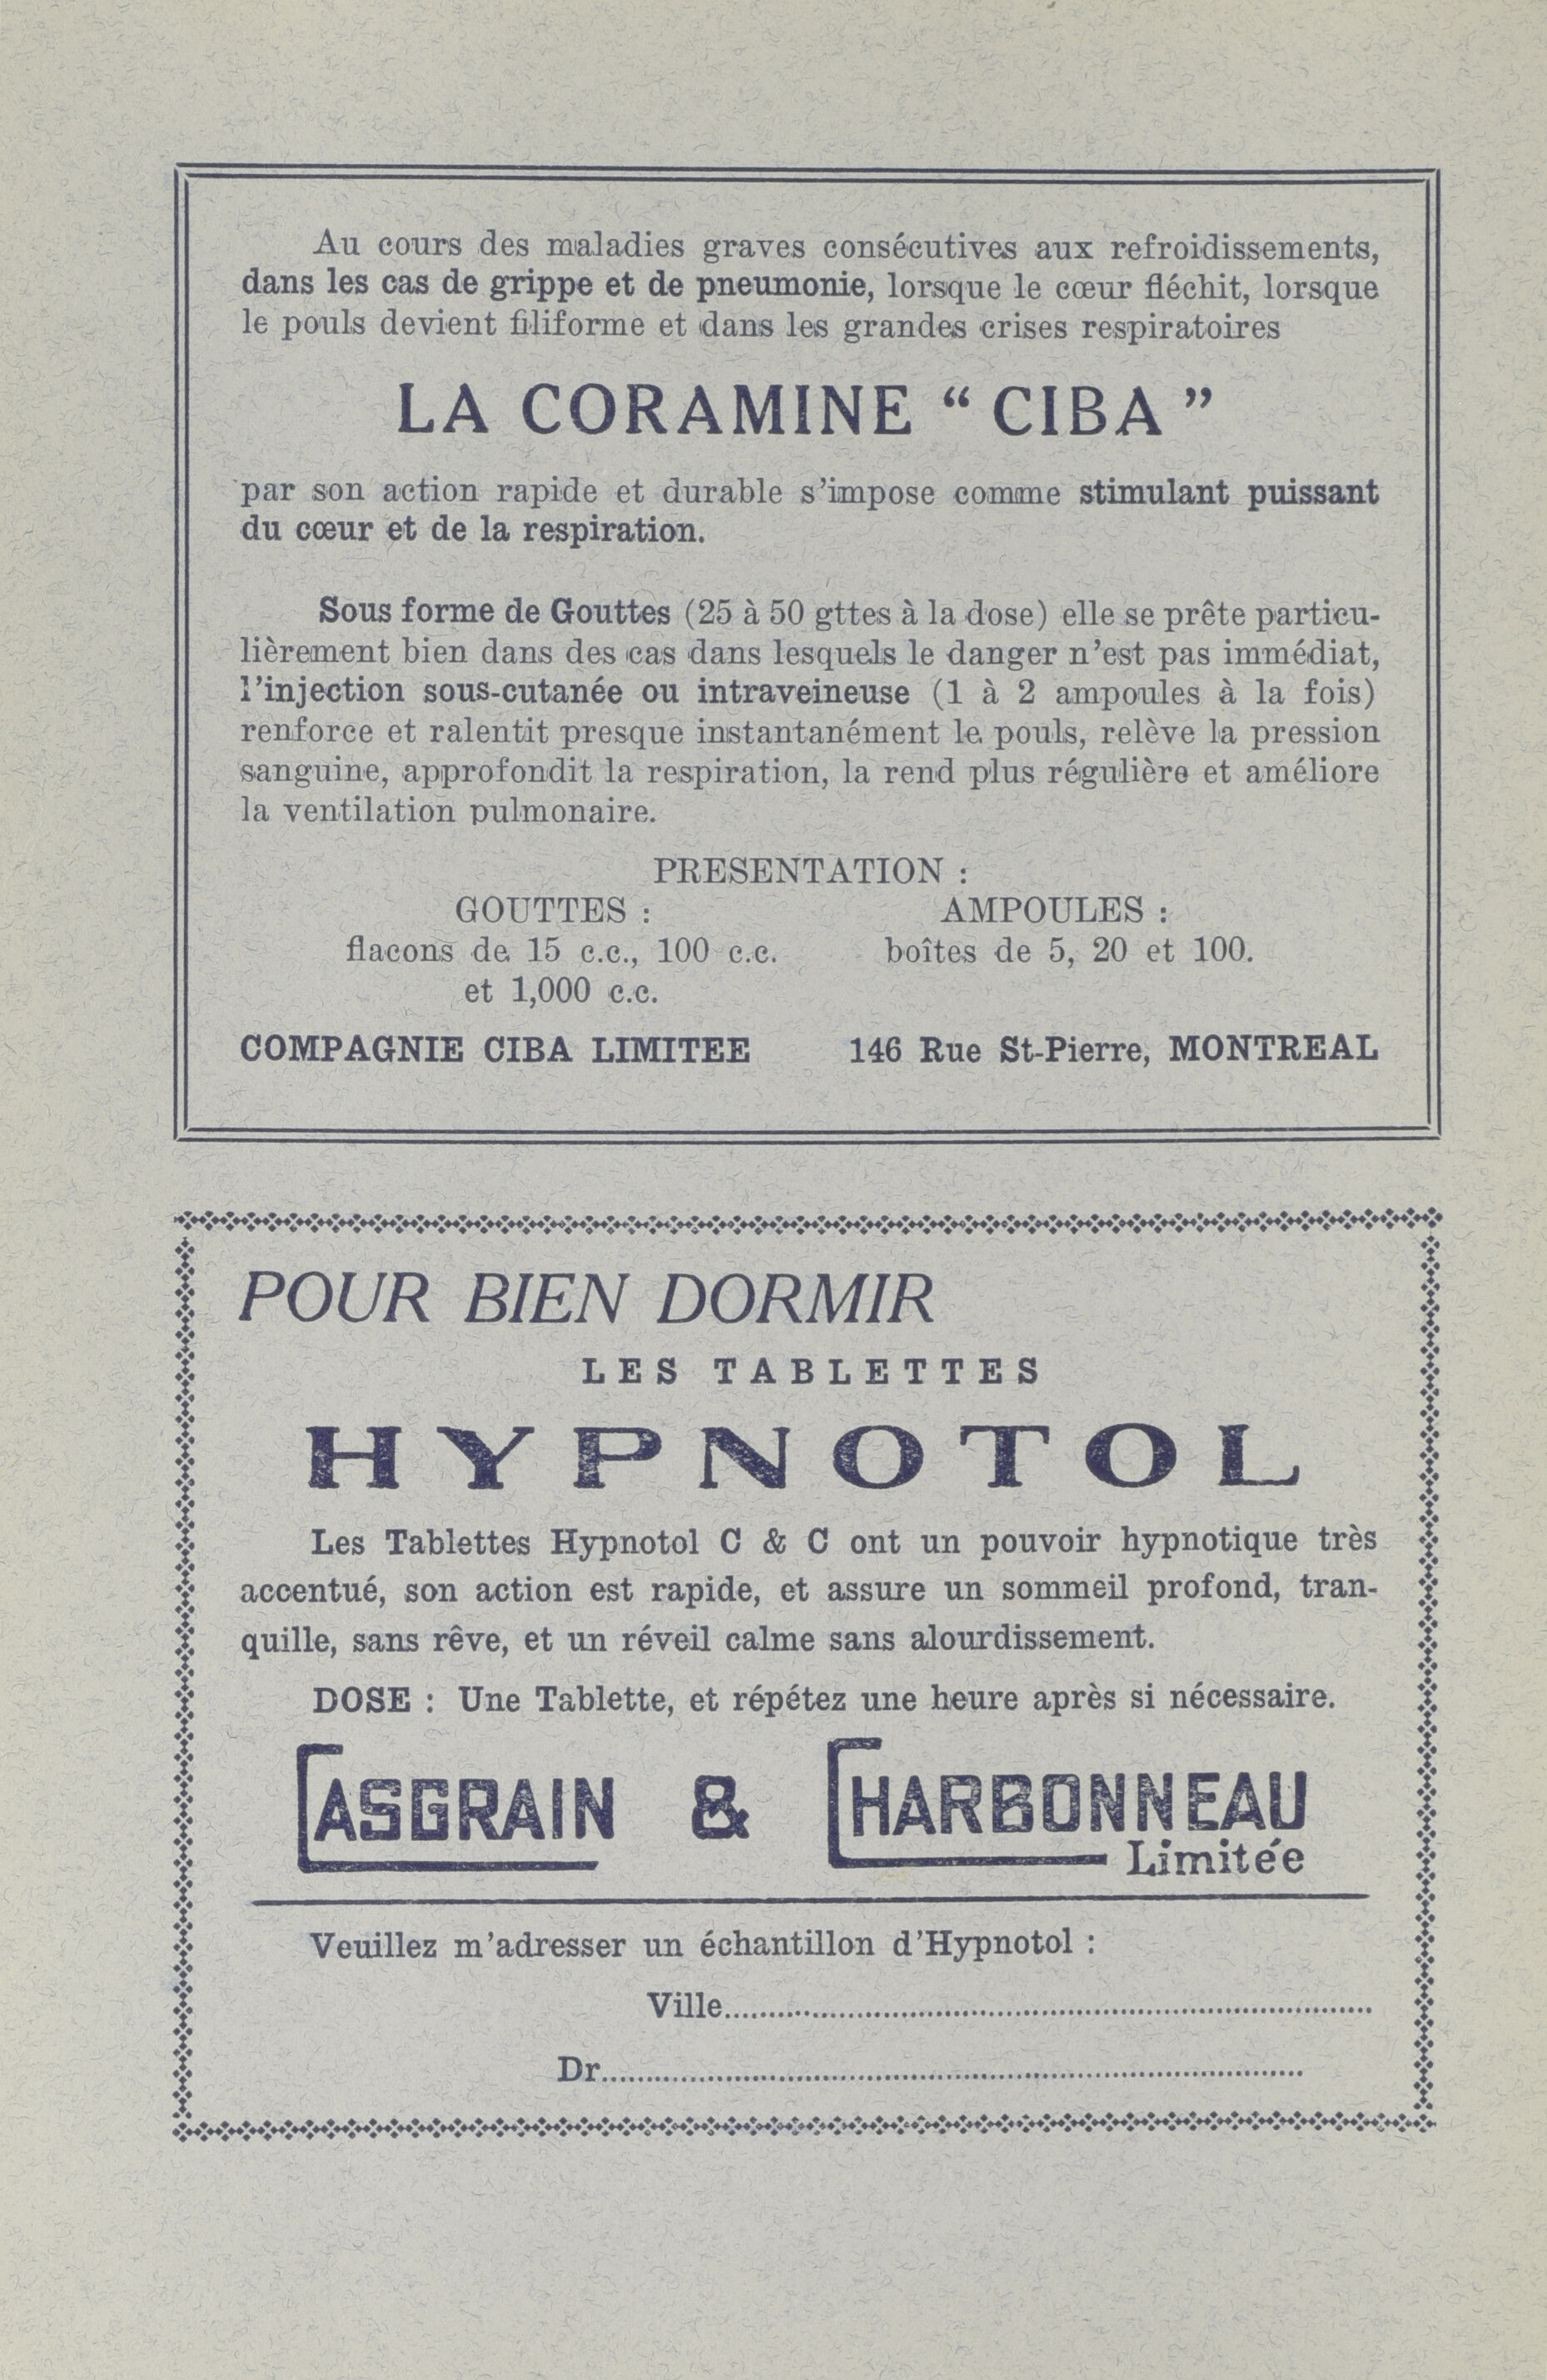 Au cours des maladies graves consécutives aux refroidissements,
dans les cas de grippe et de pneumonie, lorsque le cœur fléchit, lorsque
le pouls devient filiforme et dans les grandes crises respiratoires
LA CORAMINE “ CIBA ”
par son action rapide et durable s’impose comme stimulant puissant
du cœur et de la respiration.
Sous forme de Gouttes (25 à 50 gttes à la dose) elle se prête particu-
lièrement bien dans des cas dans lesquels le danger n’est pas immédiat,
l’injection sous-cutanée ou intraveineuse (1 à 2 ampoules à la fois)
renforce et ralentit presque instantanément le pouls, relève la pression
sanguine, approfondit la respiration, la rend plus régulière et améliore
la ventilation pulmonaire.
PRESENTATION :
GOUTTES : AMPOULES :
flacons de 15 c.c., 100 c.c. boîtes de 5, 20 et 100.
et 1,000 c.c.
COMPAGNIE CIBA LIMITEE 146 Rue St-Pierre, MONTREAL
POUR BIEN DORMIR
LES TABLETTES
HYPNOTOL
Les Tablettes Hypnotol C & C ont un pouvoir hypnotique très
accentué, son action est rapide, et assure un sommeil profond, tran-
quille, sans rêve, et un réveil calme sans alourdissement.
DOSE : Une Tablette, et répétez une heure après si nécessaire.
CASGRAIN & CHARBONNEAU
Limitée
Veuillez m’adresser un échantillon d’Hypnotol :
Ville
Dr